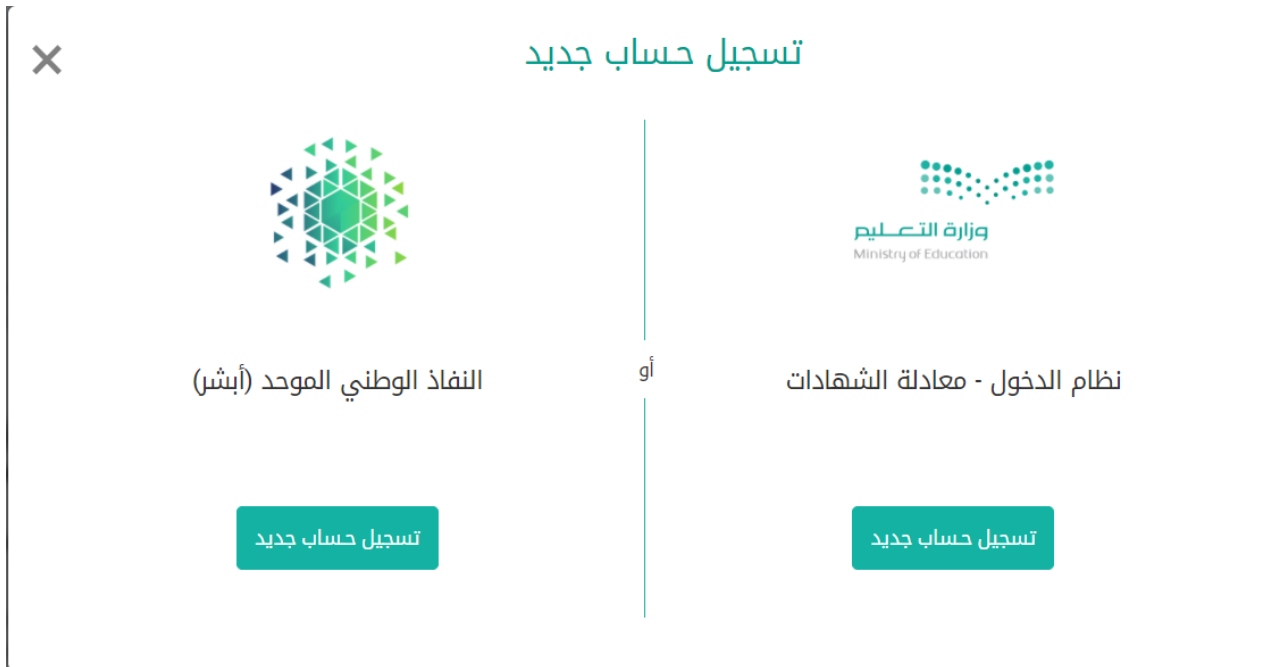 تسجيل حساب جديد
وزارة التعليم
Ministry of Education
نظام الدخول - معادلة الشهادات
أو
النفاذ الوطني الموحد (أبشر)
تسجيل حساب جديد
تسجيل حساب جديد